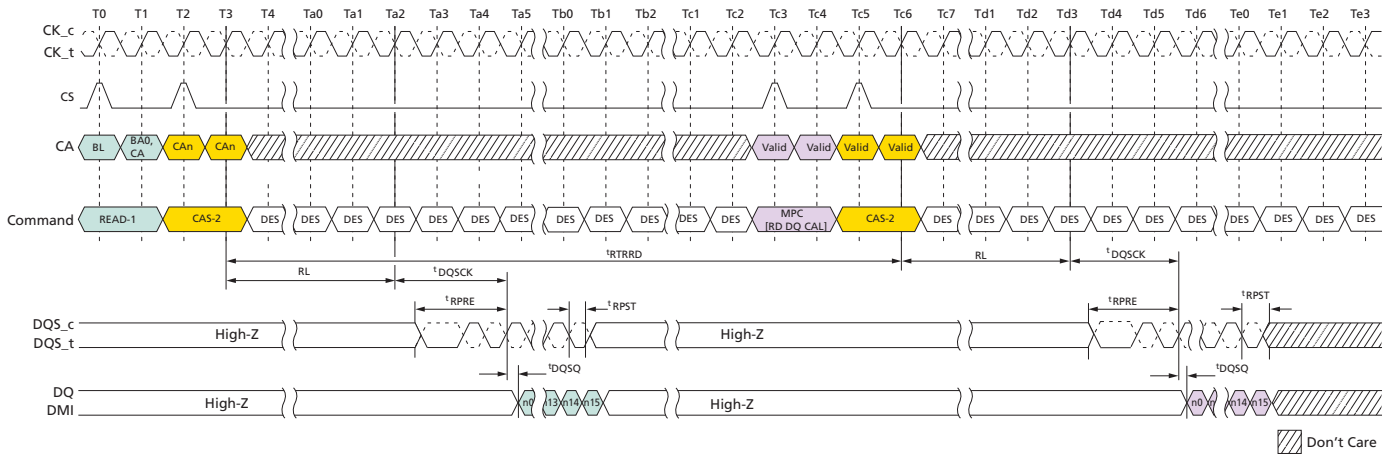 T0 T1 T2 T3 T4 Ta0 Ta1 Ta2 Ta3 Ta4 Ta5 Tb0 Tb1 Tb2 Tc1 Tc2 Tc3 Tc4 Tc5 Tc6 Tc7 Td1 Td2 Td3 Td4 Td5 Td6 Te0 Te1 Te2 Te3
CK_c
CK_t
CS
CA BL BA0, CA CAn CAn Valid Valid Valid Valid
Command READ-1 CAS-2 DES DES DES DES DES DES DES DES DES DES DES DES MPC [RD DQ CAL] CAS-2 DES DES DES DES DES DES DES DES DES DES DES
tRTRRD
RL tDQSCK RL tDQSCK
tRPRE tRPST tRPRE tRPST
DQS_c
DQS_t
High-Z High-Z
tDQSQ tDQSQ
DQ
DMI
High-Z n0 n13 n14 n15 High-Z n0 n n14 n15
Don't Care